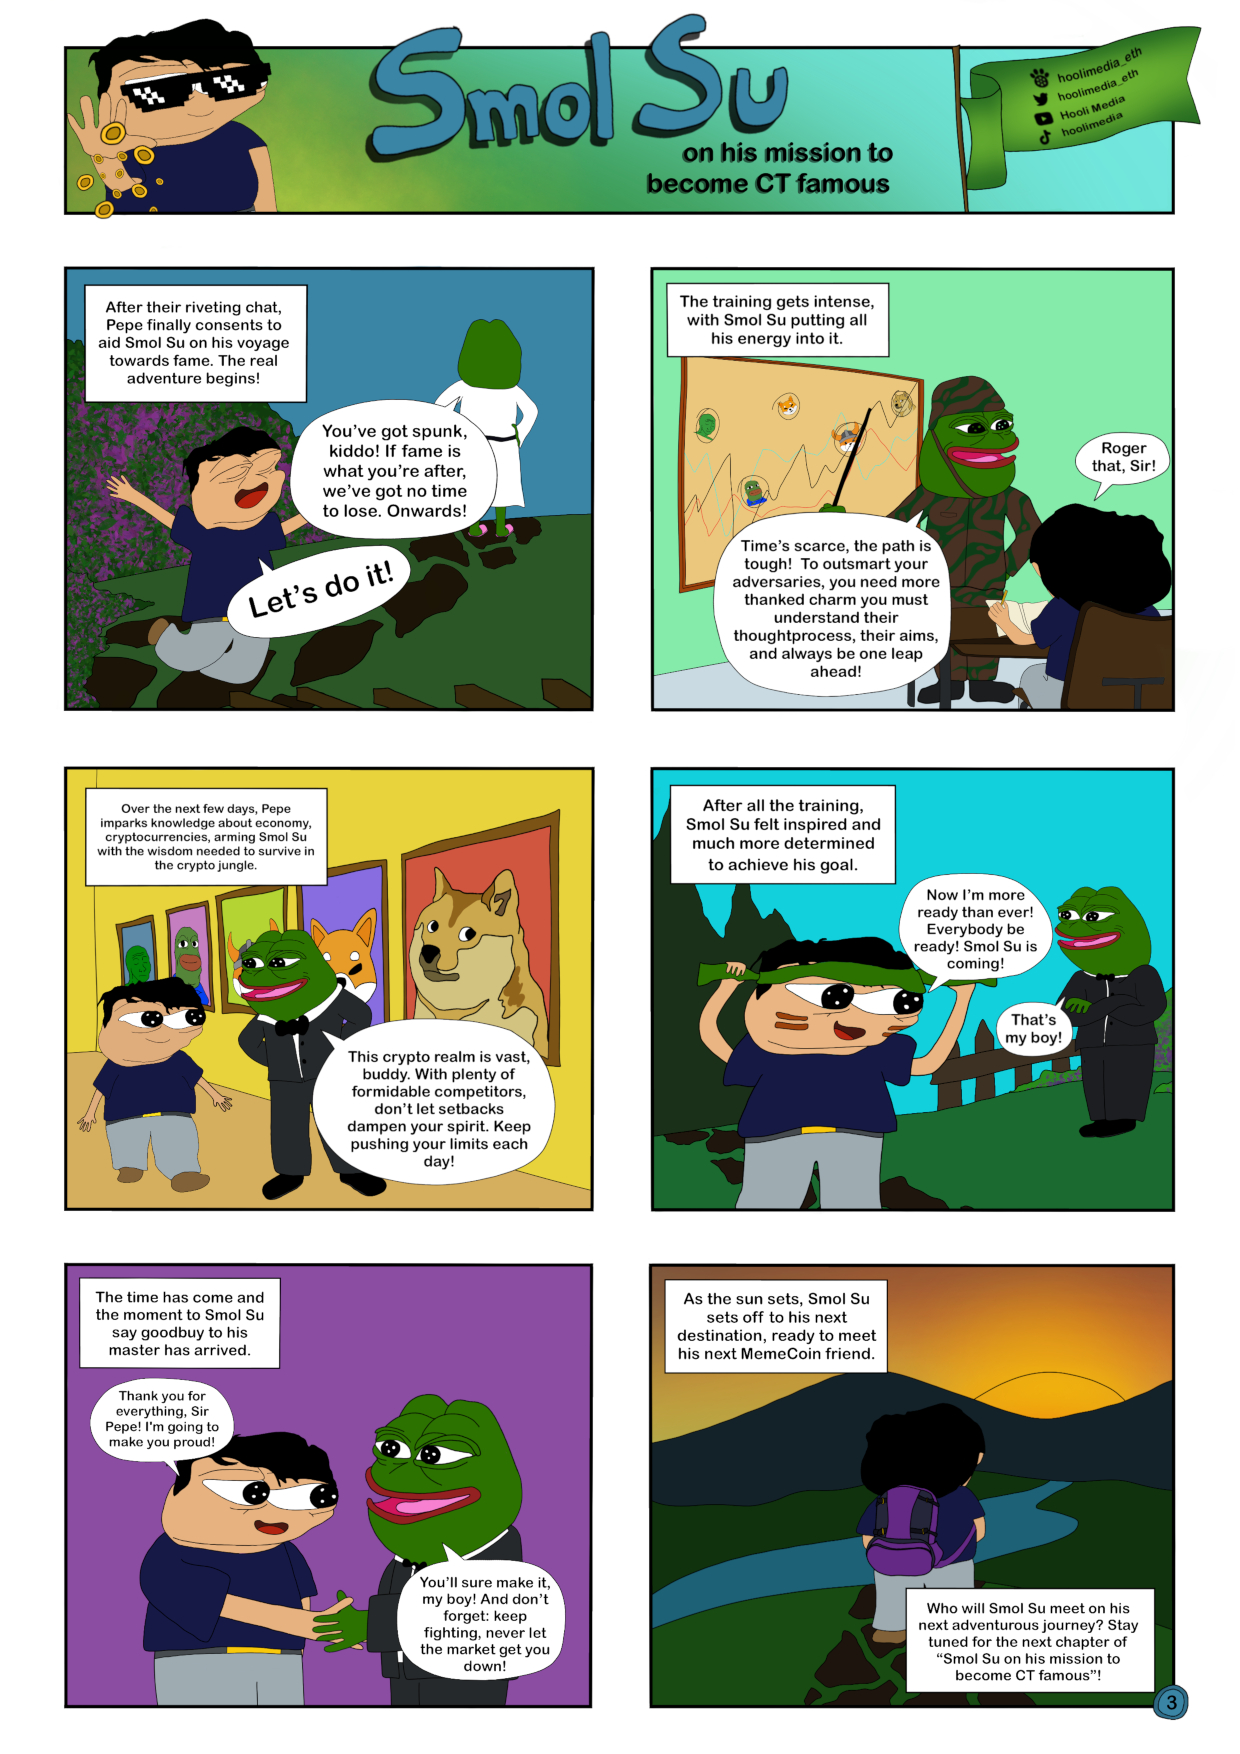 Smol Su
on his mission to
become CT famous
hoolimedia_eth
hoolimedia_eth
Hooli Media
hoolimedia
After their riveting chat,
Pepe finally consents to
aid Smol Su on his voyage
towards fame. The real
adventure begins!
You've got spunk,
kiddo! If fame is
what you're after,
we've got no time
to lose. Onwards!
Let's do it!
The training gets intense,
with Smol Su putting all
his energy into it.
Roger
that, Sir!
Time's scarce, the path is
tough! To outsmart your
adversaries, you need more
thanked charm you must
understand their
thoughtprocess, their aims,
and always be one leap
ahead!
Over the next few days, Pepe
imparks knowledge about economy,
cryptocurrencies, arming Smol Su
with the wisdom needed to survive in
the crypto jungle.
This crypto realm is vast,
buddy. With plenty of
formidable competitors,
don't let setbacks
dampen your spirit. Keep
pushing your limits each
day!
After all the training,
Smol Su felt inspired and
much more determined
to achieve his goal.
Now I'm more
ready than ever!
Everybody be
ready! Smol Su is
coming!
That's
my boy!
The time has come and
the moment to Smol Su
say goodbuy to his
master has arrived.
Thank you for
everything, Sir
Pepe! I'm going to
make you proud!
You'll sure make it,
my boy! And don't
forget: keep
fighting, never let
the market get you
down!
As the sun sets, Smol Su
sets off to his next
destination, ready to meet
his next MemeCoin friend.
Who will Smol Su meet on his
next adventurous journey? Stay
tuned for the next chapter of
“Smol Su on his mission to
become CT famous”!
3